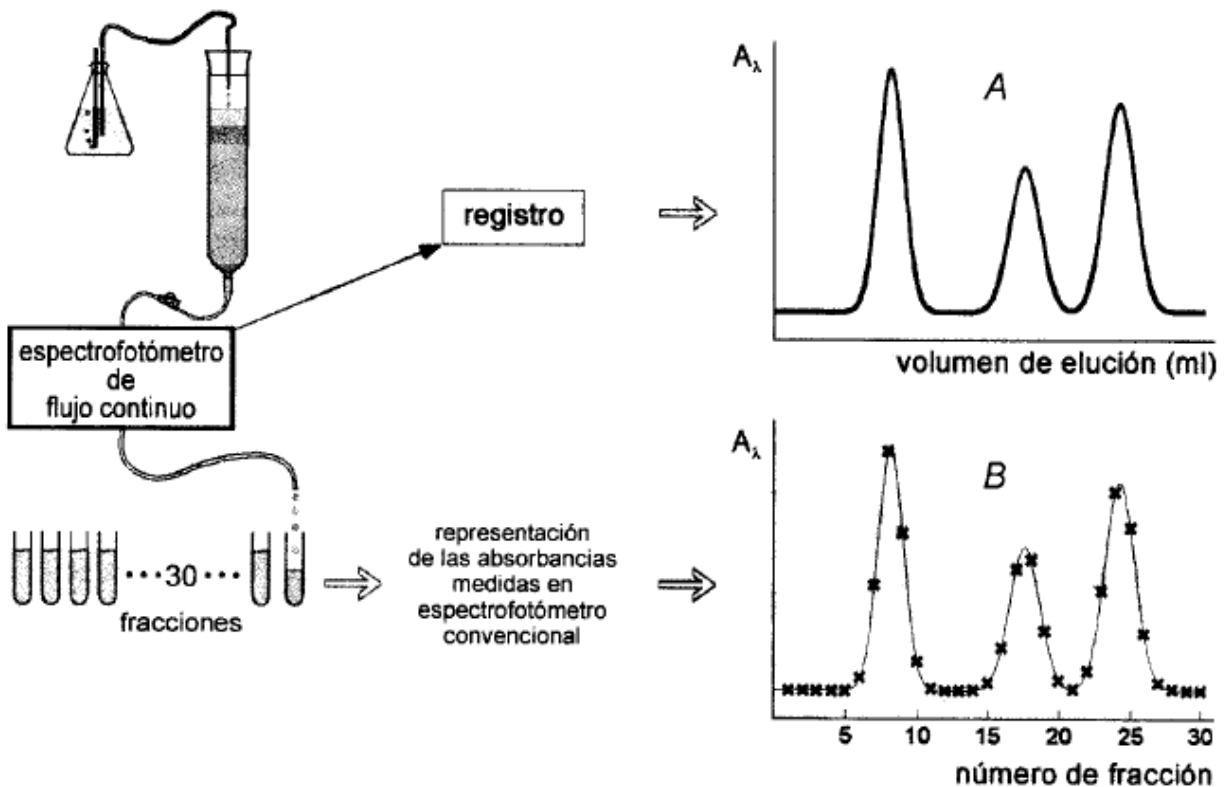 A
A λ
registro
volumen de elución (ml)
espectrofotómetro
de
flujo continuo
A λ
B
representación
de las absorbancias
medidas en
espectrofotómetro
convencional
•••30•••
fracciones
5 10 15 20 25 30
número de fracción